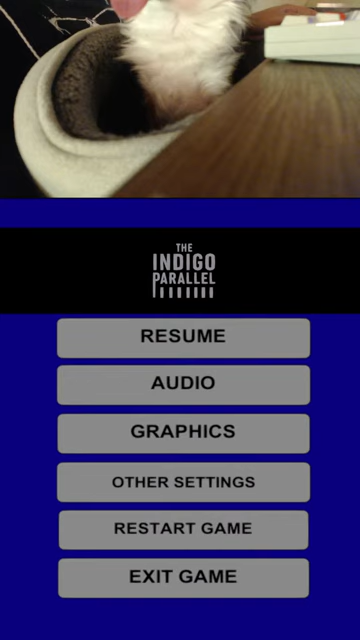 THE
INDIGO
PARALLEL
RESUME
AUDIO
GRAPHICS
OTHER SETTINGS
RESTART GAME
EXIT GAME